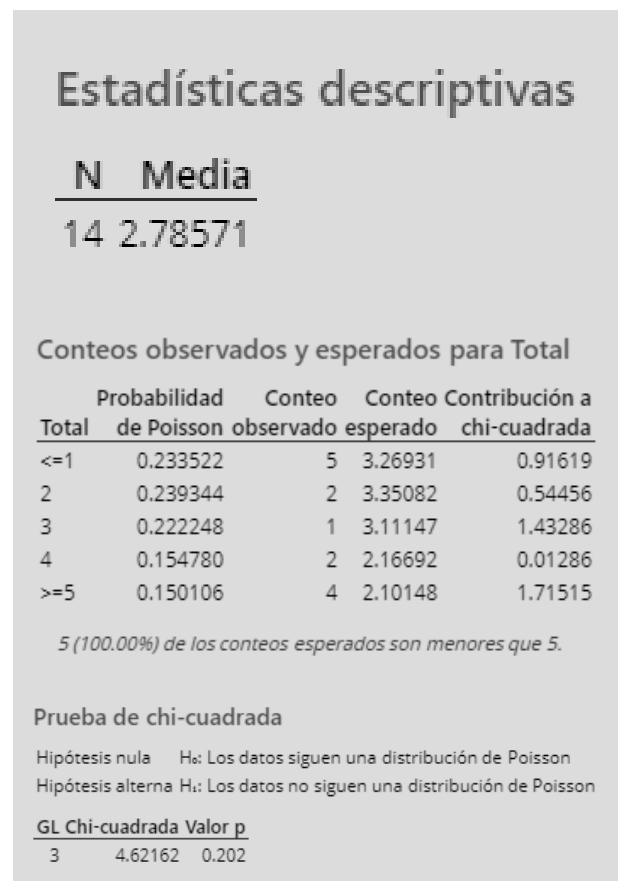 Estadísticas descriptivas
N Media
14 2.78571
Conteos observados y esperados para Total
Probabilidad Conteo Conteo Contribución a
Total de Poisson observado esperado chi-cuadrada
<=1 0.233522 5 3.26931 0.91619
2 0.239344 2 3.35082 0.54456
3 0.222248 1 3.11147 1.43286
4 0.154780 2 2.16692 0.01286
>=5 0.150106 4 2.10148 1.71515
5 (100.00%) de los conteos esperados son menores que 5.
Prueba de chi-cuadrada
Hipótesis nula H₀: Los datos siguen una distribución de Poisson
Hipótesis alterna H₁: Los datos no siguen una distribución de Poisson
GL Chi-cuadrada Valor p
3 4.62162 0.202